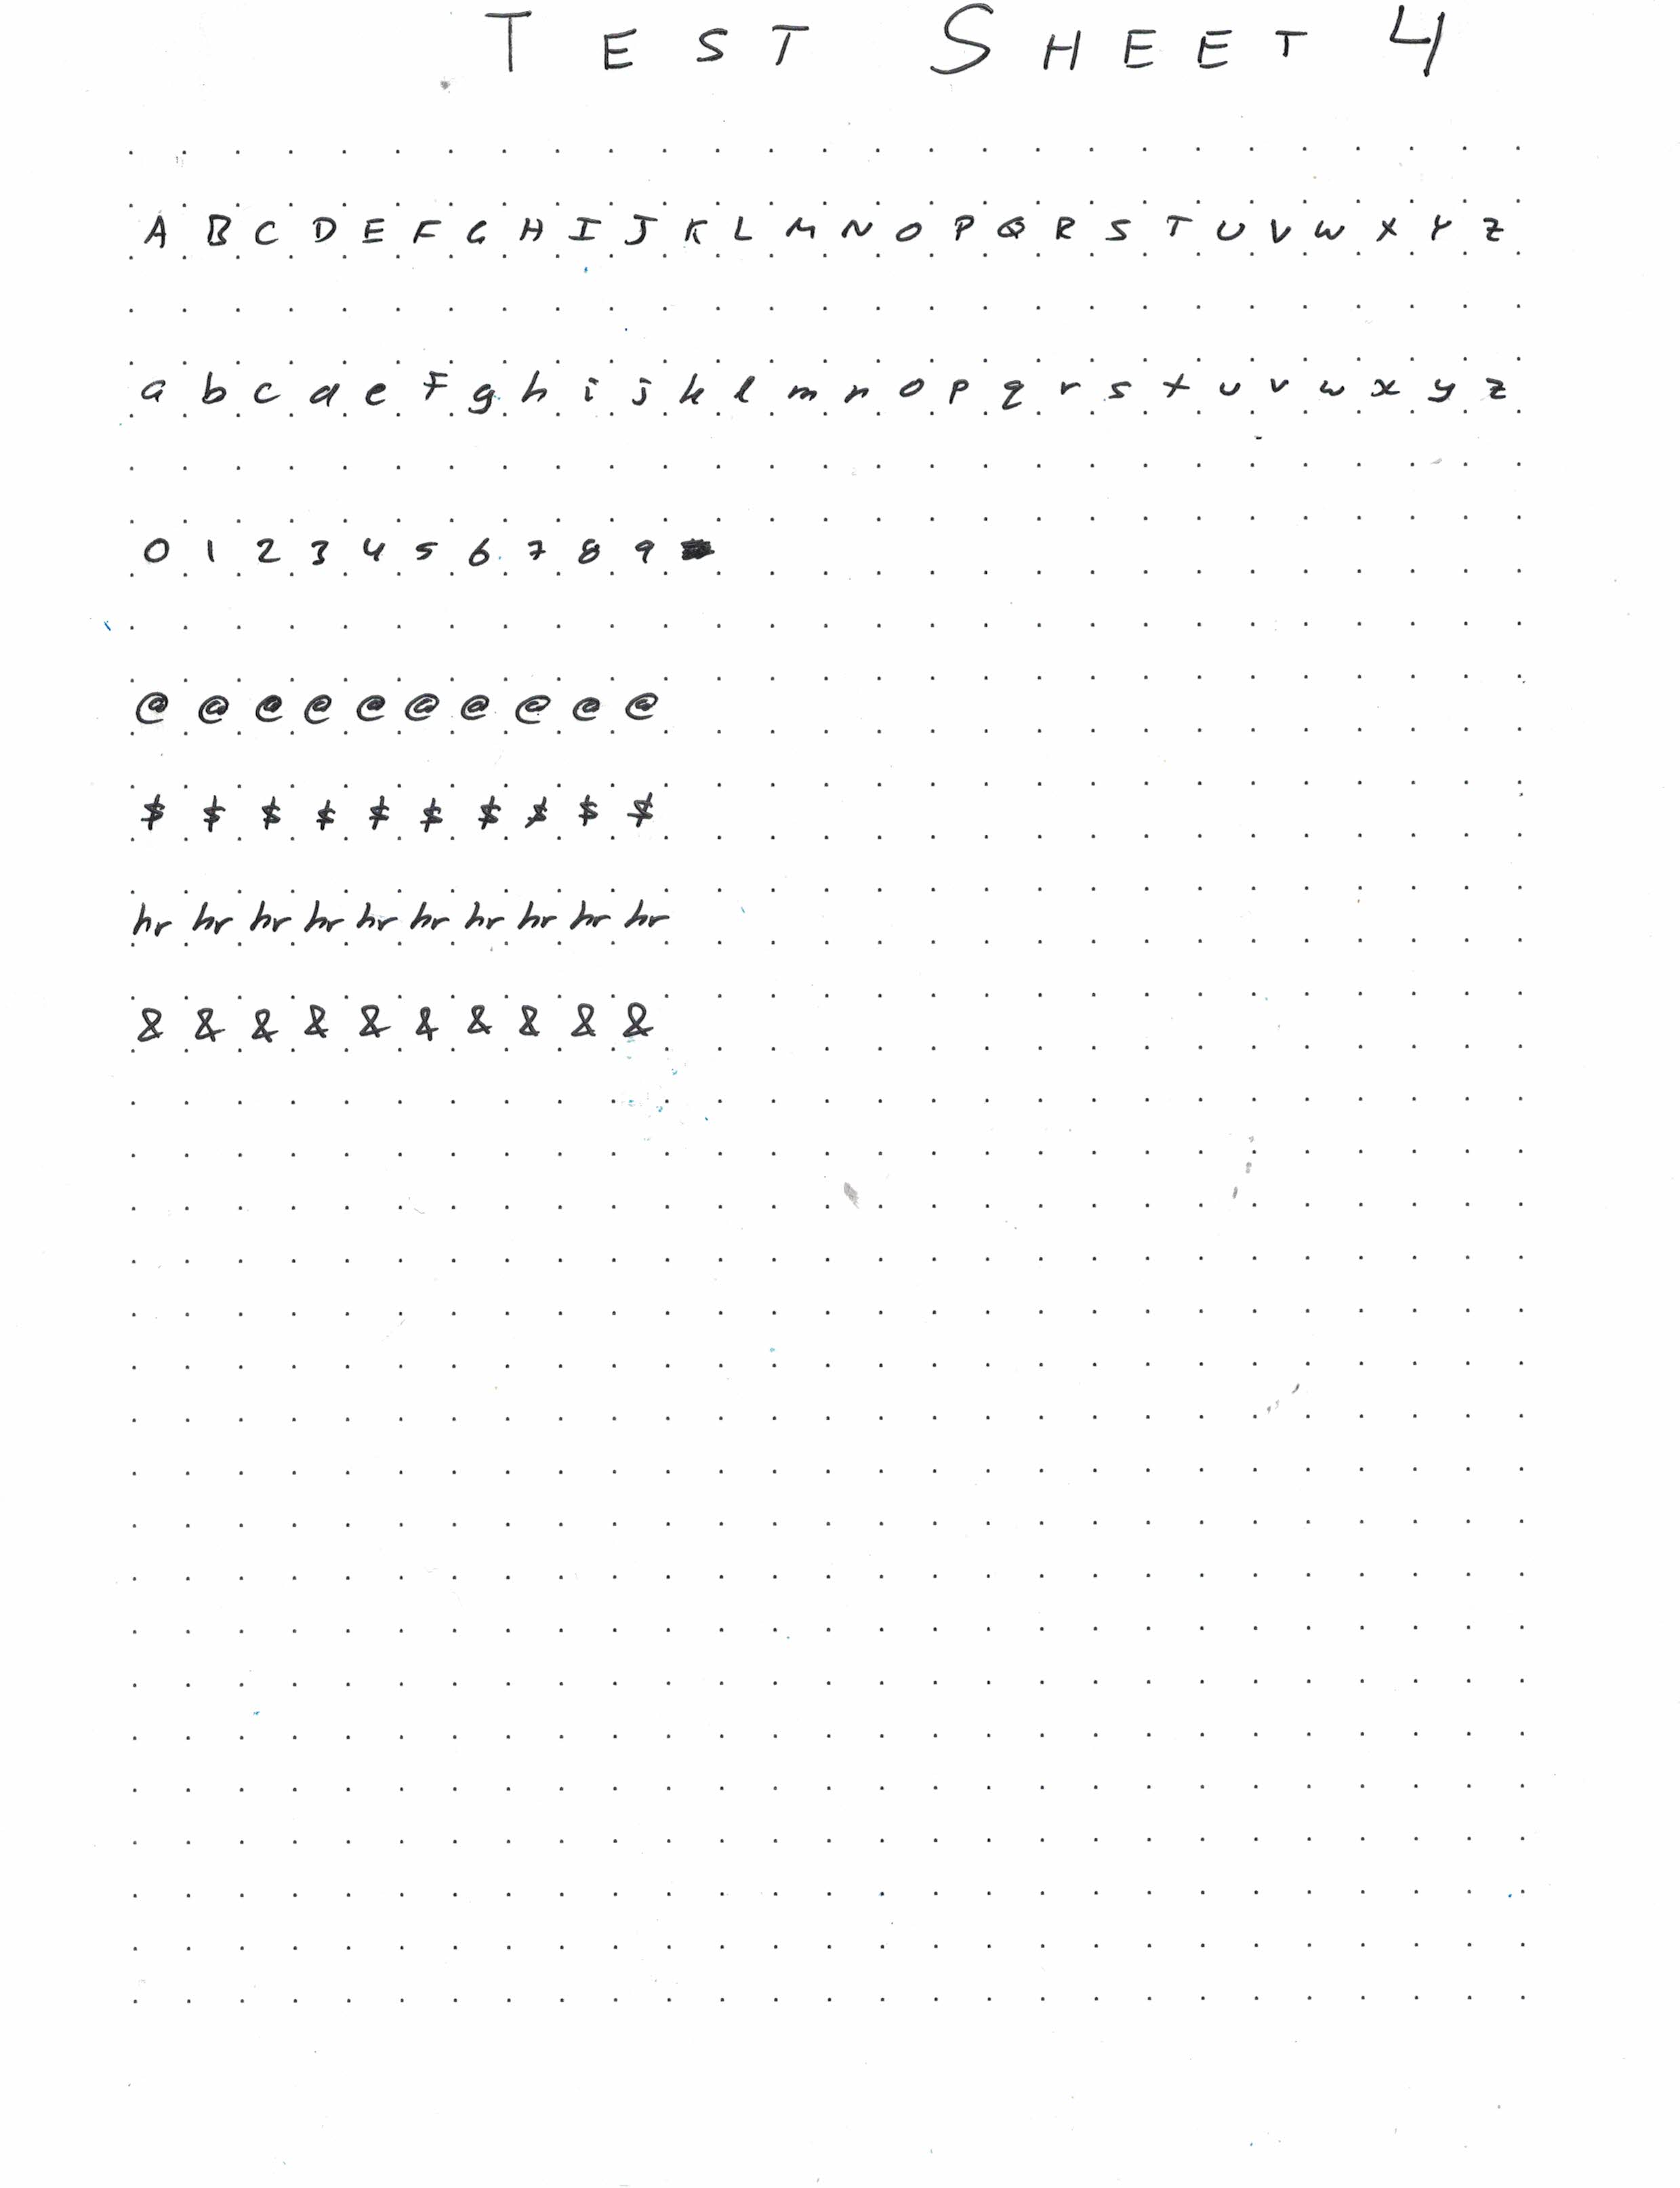 TEST SHEET 4
A B C D E F G H I J K L M N O P Q R S T U V W X Y Z
a b c d e f g h i j k l m n o p q r s t u v w x y z
0 1 2 3 4 5 6 7 8 9
@ @ @ @ @ @ @ @ @ @
$ $ $ $ $ $ $ $ $ $
hr hr hr hr hr hr hr hr hr hr
& & & & & & & & & &